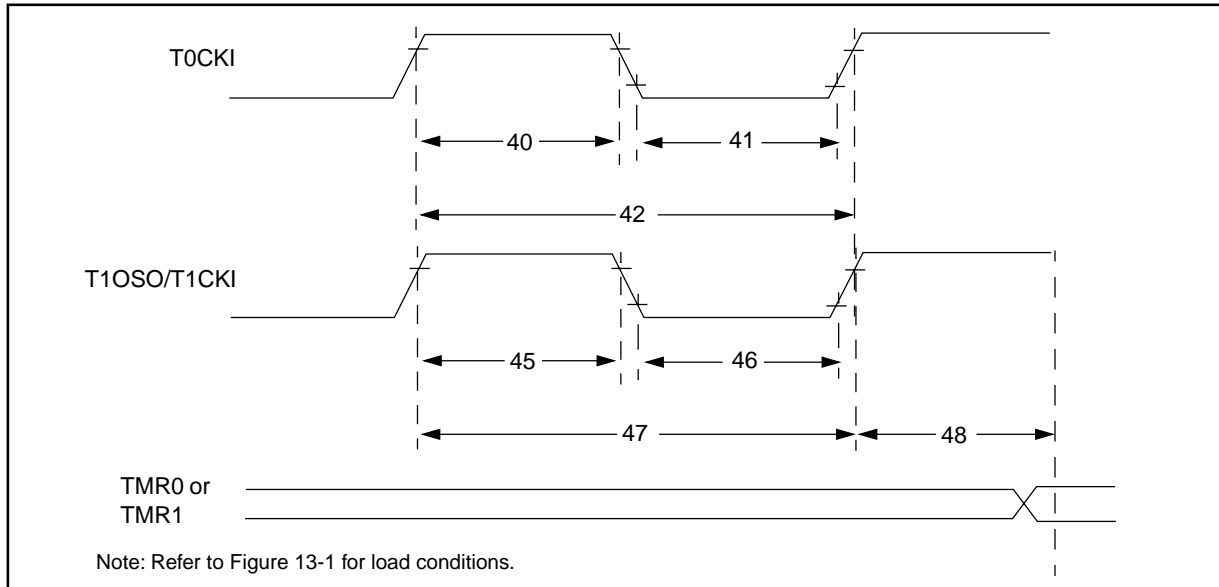 T0CKI
40
41
42
T1OSO/T1CKI
45
46
47
48
TMR0 or
TMR1
Note: Refer to Figure 13-1 for load conditions.